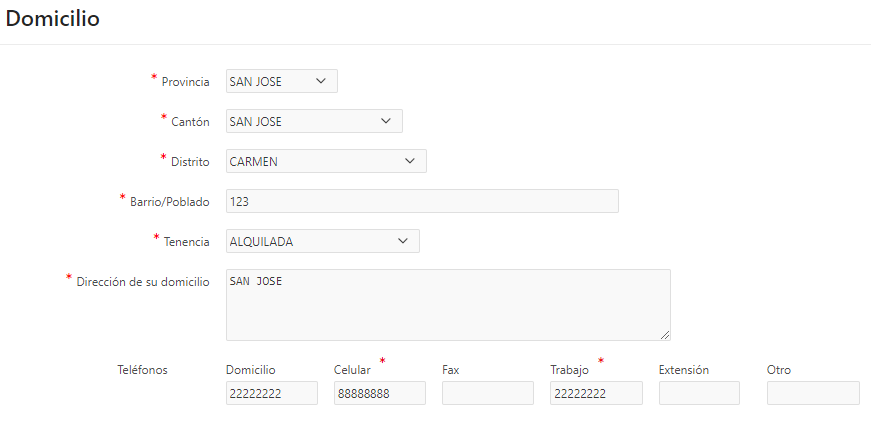 Domicilio
* Provincia SAN JOSE
* Cantón SAN JOSE
* Distrito CARMEN
* Barrio/Poblado 123
* Tenencia ALQUILADA
* Dirección de su domicilio SAN JOSE
Teléfonos Domicilio Celular * Fax Trabajo * Extensión Otro
22222222 88888888 22222222